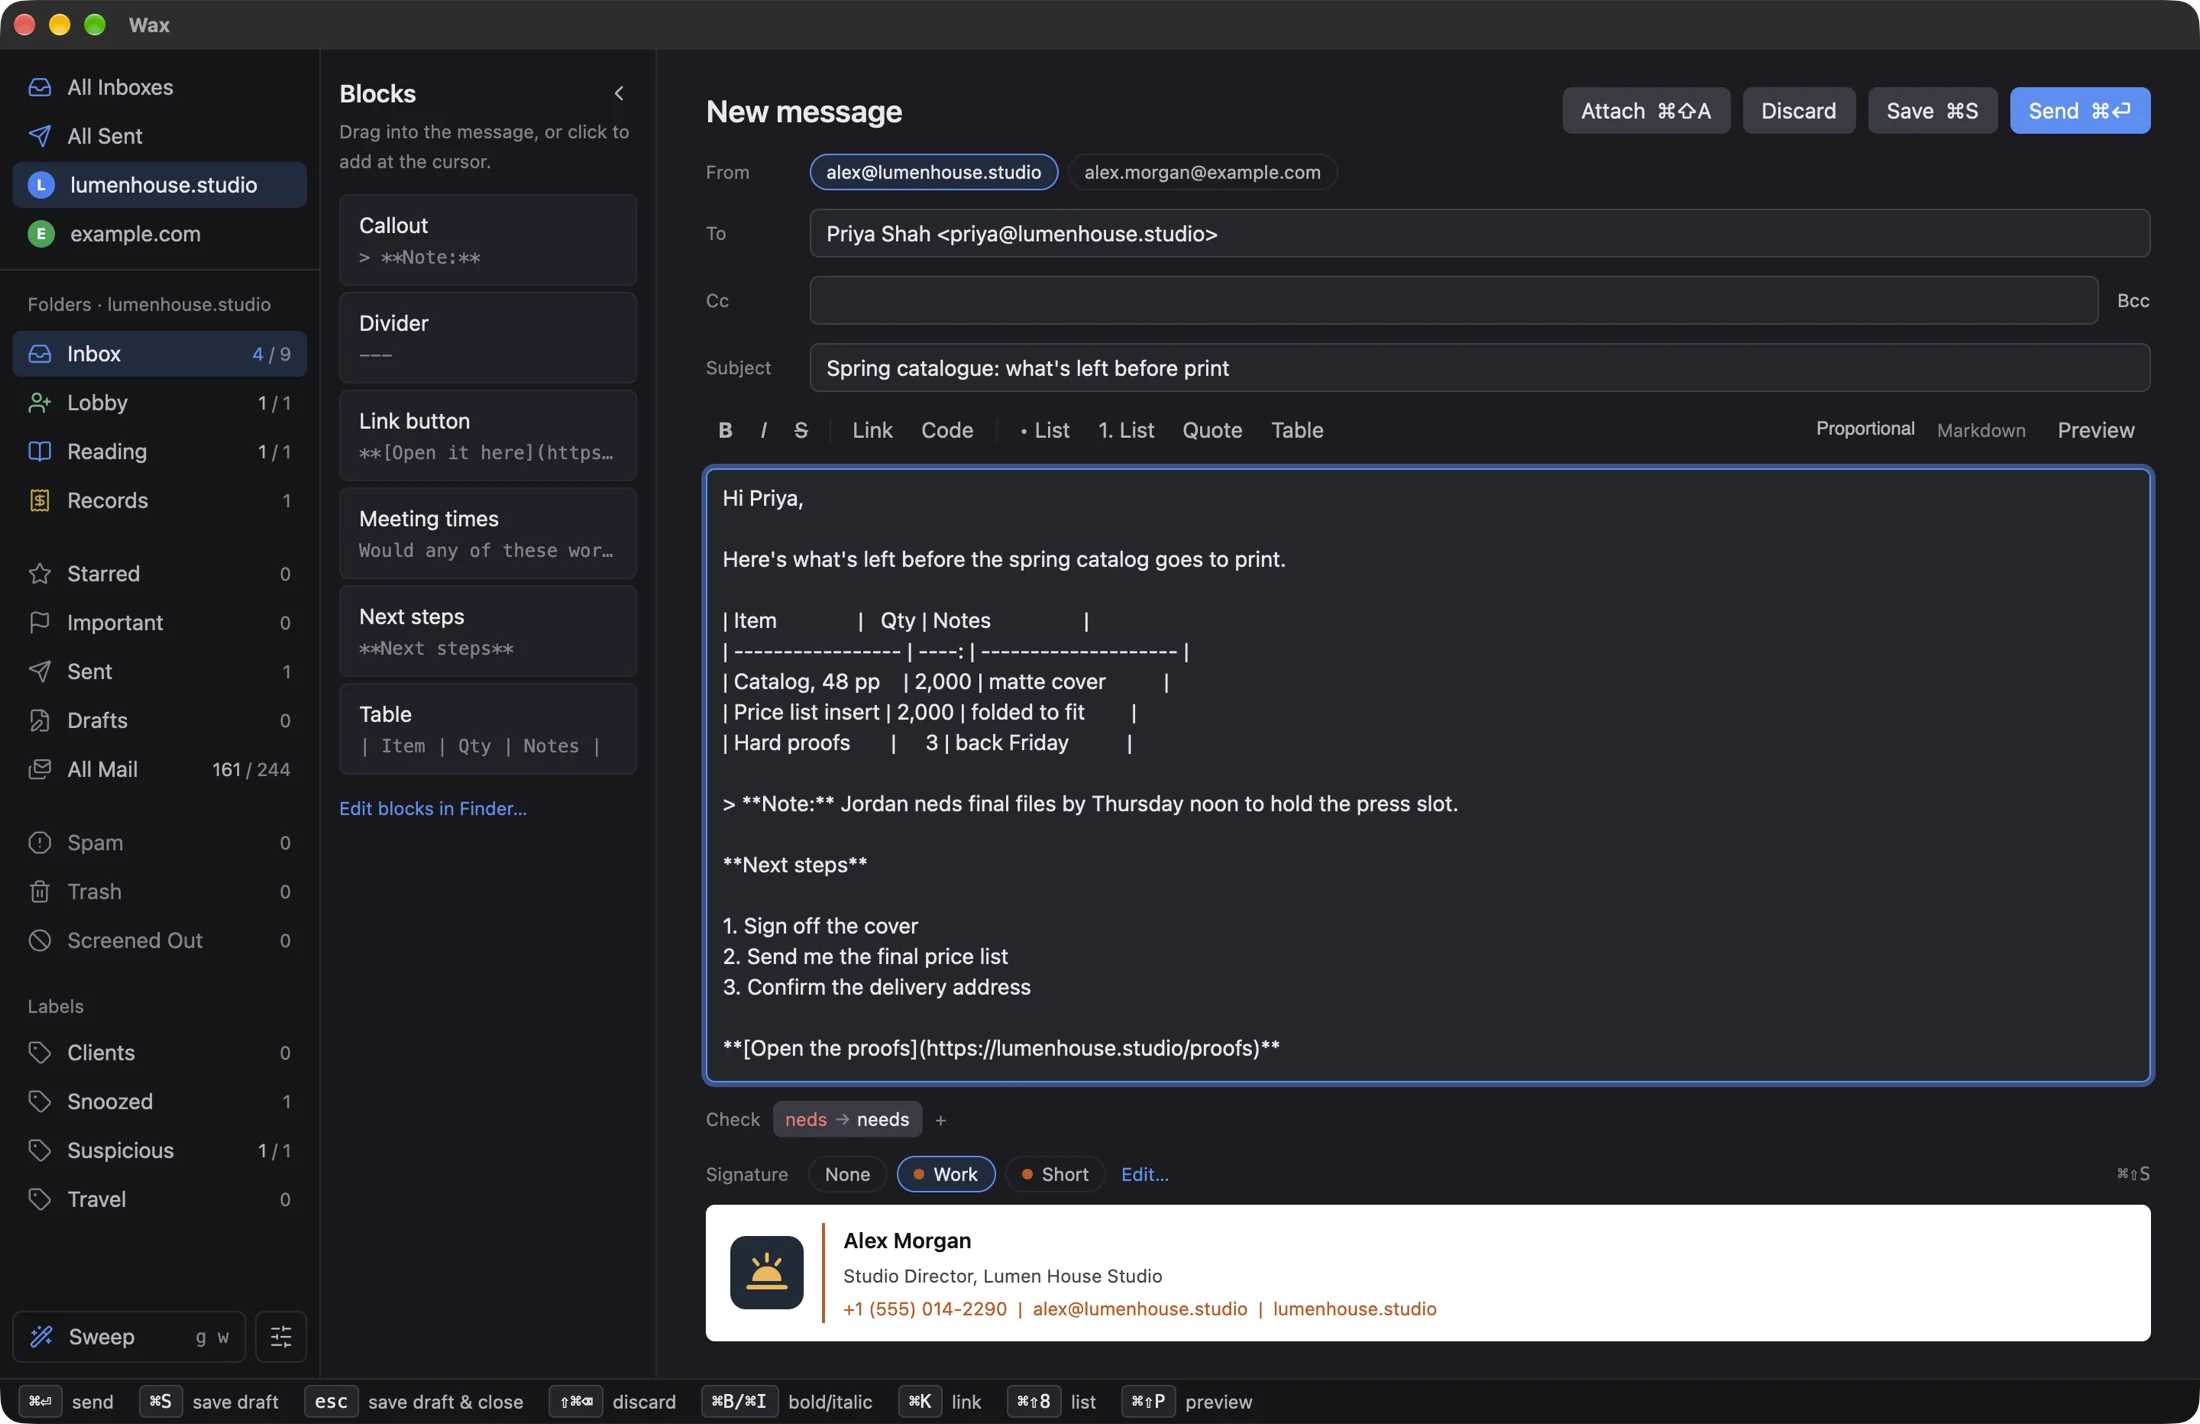 Wax
All Inboxes
All Sent
L lumenhouse.studio
E example.com
Folders · lumenhouse.studio
Inbox 4 / 9
Lobby 1 / 1
Reading 1 / 1
Records 1
Starred 0
Important 0
Sent 1
Drafts 0
All Mail 161 / 244
Spam 0
Trash 0
Screened Out 0
Labels
Clients 0
Snoozed 1
Suspicious 1 / 1
Travel 0
Sweep g w
Blocks
Drag into the message, or click to
add at the cursor.
Callout
> **Note:**
Divider
---
Link button
**[Open it here](https…
Meeting times
Would any of these wor…
Next steps
**Next steps**
Table
| Item | Qty | Notes |
Edit blocks in Finder…
New message
Attach ⌘⇧A Discard Save ⌘S Send ⌘⏎
From alex@lumenhouse.studio alex.morgan@example.com
To Priya Shah <priya@lumenhouse.studio>
Cc Bcc
Subject Spring catalogue: what's left before print
B I S Link Code • List 1. List Quote Table Proportional Markdown Preview
Hi Priya,
Here's what's left before the spring catalog goes to print.
| Item | Qty | Notes |
| ----------------- | ----: | -------------------- |
| Catalog, 48 pp | 2,000 | matte cover |
| Price list insert | 2,000 | folded to fit |
| Hard proofs | 3 | back Friday |
> **Note:** Jordan neds final files by Thursday noon to hold the press slot.
**Next steps**
1. Sign off the cover
2. Send me the final price list
3. Confirm the delivery address
**[Open the proofs](https://lumenhouse.studio/proofs)**
Check neds → needs +
Signature None Work Short Edit… ⌘⇧S
Alex Morgan
Studio Director, Lumen House Studio
+1 (555) 014-2290 | alex@lumenhouse.studio | lumenhouse.studio
⌘⏎ send ⌘S save draft esc save draft & close ⇧⌘⌫ discard ⌘B/⌘I bold/italic ⌘K link ⌘⇧8 list ⌘⇧P preview